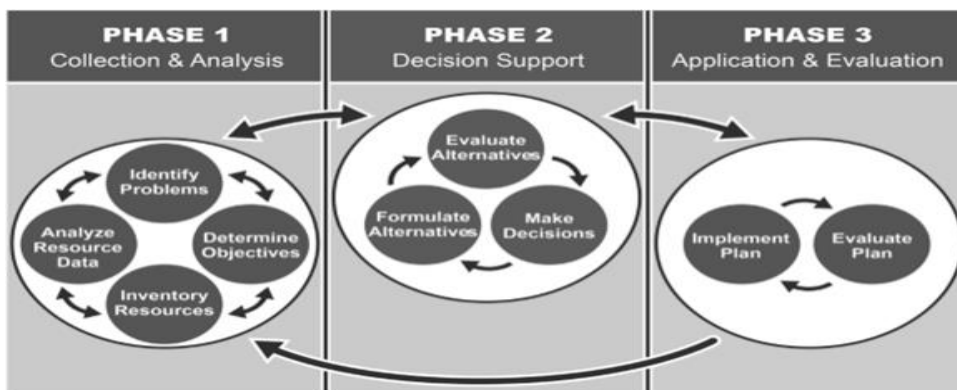 PHASE 1
Collection & Analysis
PHASE 2
Decision Support
PHASE 3
Application & Evaluation
Identify
Problems
Analyze
Resource
Data
Determine
Objectives
Inventory
Resources
Evaluate
Alternatives
Formulate
Alternatives
Make
Decisions
Implement
Plan
Evaluate
Plan